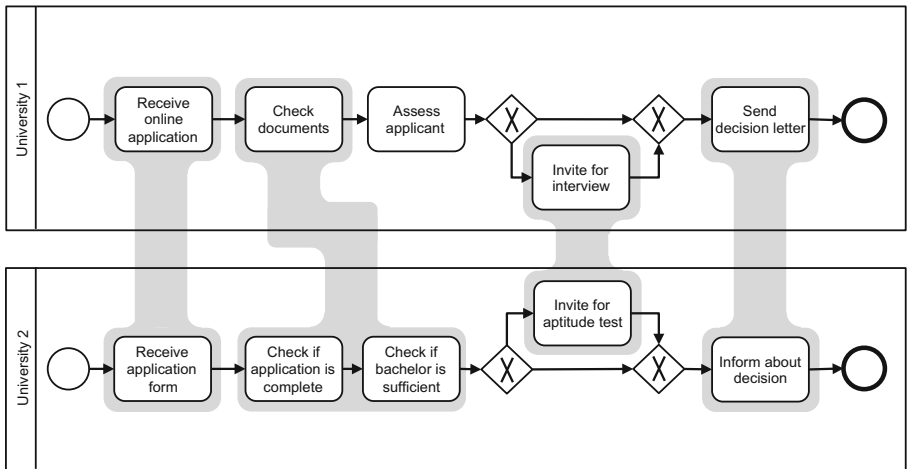 University 1
Receive
online
application
Check
documents
Assess
applicant
X
X
Send
decision letter
Invite for
interview
University 2
Invite for
aptitude test
Receive
application
form
Check if
application is
complete
Check if
bachelor is
sufficient
X
X
Inform about
decision